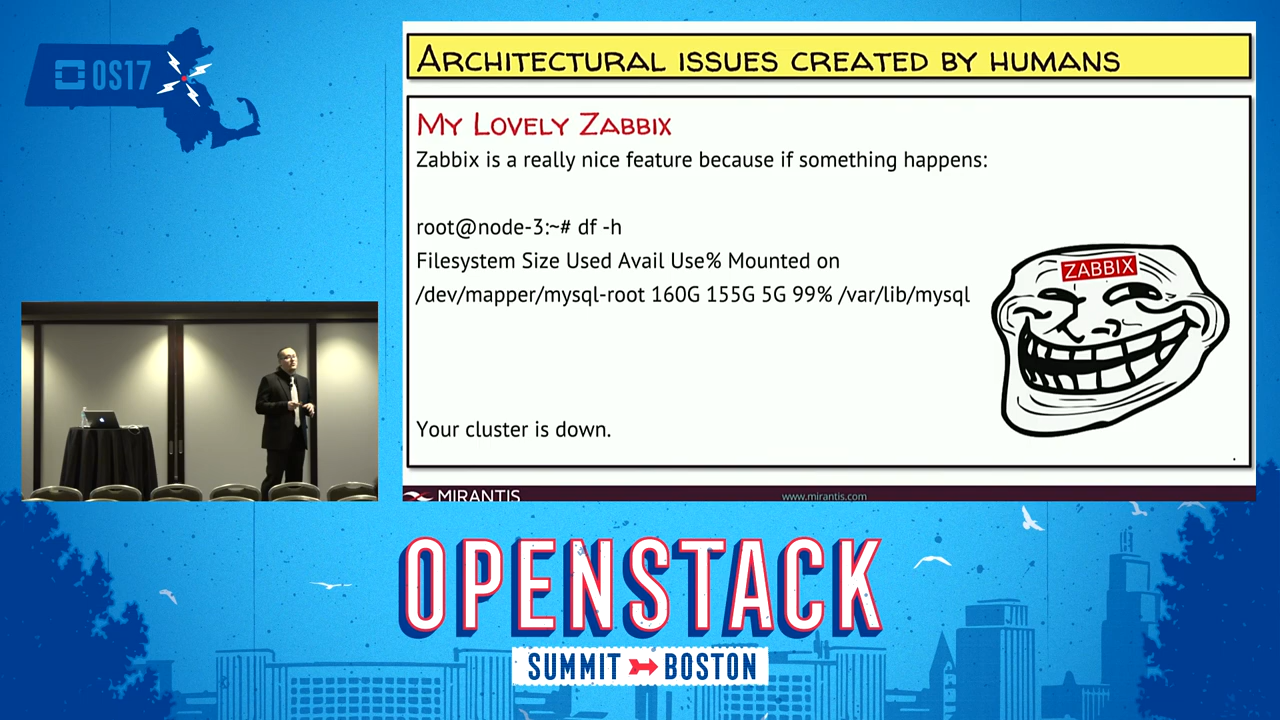 OS17
ARCHITECTURAL ISSUES CREATED BY HUMANS
MY LOVELY ZABBIX
Zabbix is a really nice feature because if something happens:
root@node-3:~# df -h
Filesystem Size Used Avail Use% Mounted on
/dev/mapper/mysql-root 160G 155G 5G 99% /var/lib/mysql
ZABBIX
Your cluster is down.
MIRANTIS
www.mirantis.com
OPENSTACK
SUMMIT BOSTON